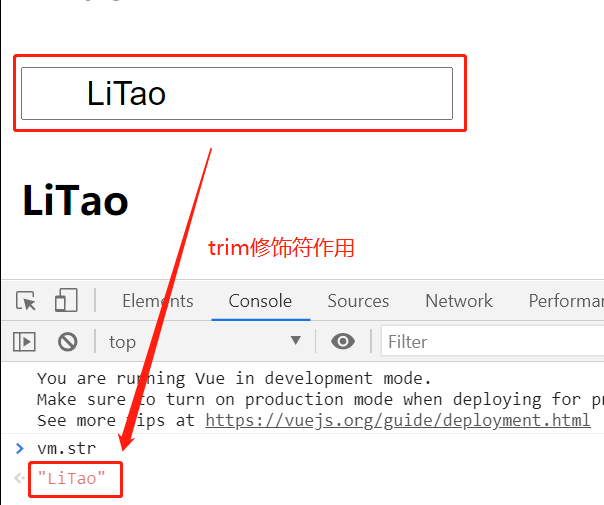 LiTao
LiTao
trim修饰符作用
Elements Console Sources Network Performa
top Filter
You are running Vue in development mode.
Make sure to turn on production mode when deploying for pr
See more tips at https://vuejs.org/guide/deployment.html
> vm.str
"LiTao"